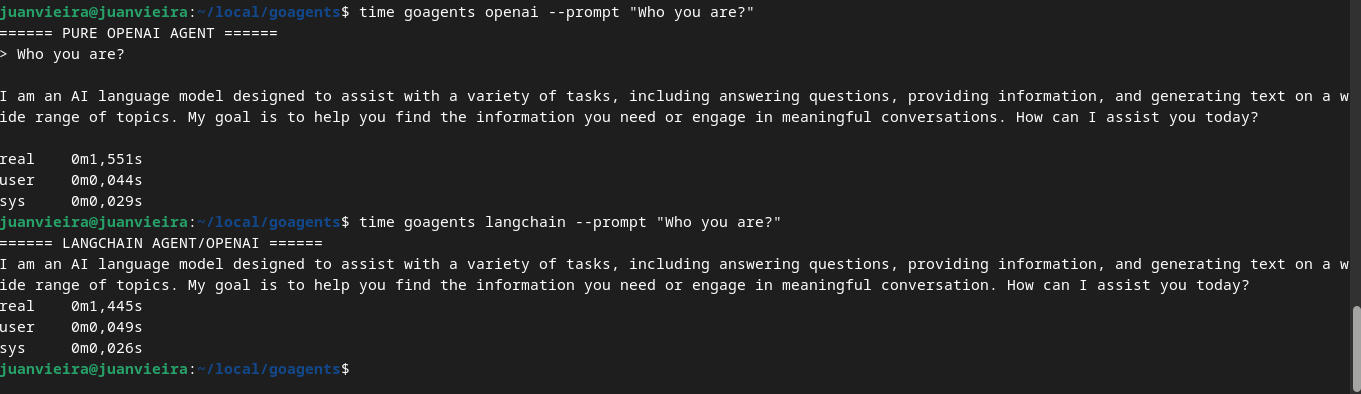 juanvieira@juanvieira:~/local/goagents$ time goagents openai --prompt "Who you are?"
====== PURE OPENAI AGENT ======
> Who you are?
I am an AI language model designed to assist with a variety of tasks, including answering questions, providing information, and generating text on a w
ide range of topics. My goal is to help you find the information you need or engage in meaningful conversations. How can I assist you today?
real    0m1,551s
user    0m0,044s
sys     0m0,029s
juanvieira@juanvieira:~/local/goagents$ time goagents langchain --prompt "Who you are?"
====== LANGCHAIN AGENT/OPENAI ======
I am an AI language model designed to assist with a variety of tasks, including answering questions, providing information, and generating text on a w
ide range of topics. My goal is to help you find the information you need or engage in meaningful conversation. How can I assist you today?
real    0m1,445s
user    0m0,049s
sys     0m0,026s
juanvieira@juanvieira:~/local/goagents$